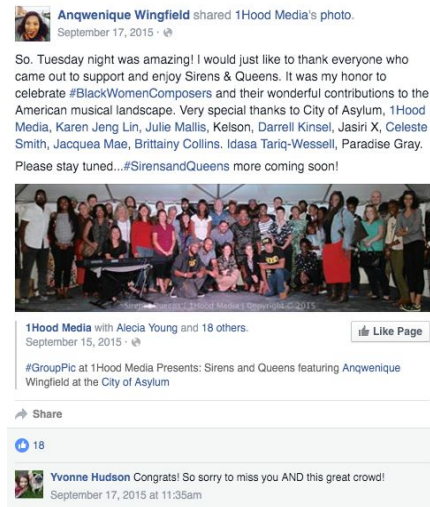 Anqwenique Wingfield shared 1Hood Media's photo.
September 17, 2015 ·
So. Tuesday night was amazing! I would just like to thank everyone who
came out to support and enjoy Sirens & Queens. It was my honor to
celebrate #BlackWomenComposers and their wonderful contributions to the
American musical landscape. Very special thanks to City of Asylum, 1Hood
Media, Karen Jeng Lin, Julie Mallis, Kelson, Darrell Kinsel, Jasiri X, Celeste
Smith, Jacquea Mae, Brittainy Collins. Idasa Tariq-Wessell, Paradise Gray.
Please stay tuned...#SirensandQueens more coming soon!
1Hood Media | Copyright © 2015
1Hood Media with Alecia Young and 18 others.
September 15, 2015 ·
Like Page
#GroupPic at 1Hood Media Presents: Sirens and Queens featuring Anqwenique
Wingfield at the City of Asylum
Share
18
Yvonne Hudson Congrats! So sorry to miss you AND this great crowd!
September 17, 2015 at 11:35am